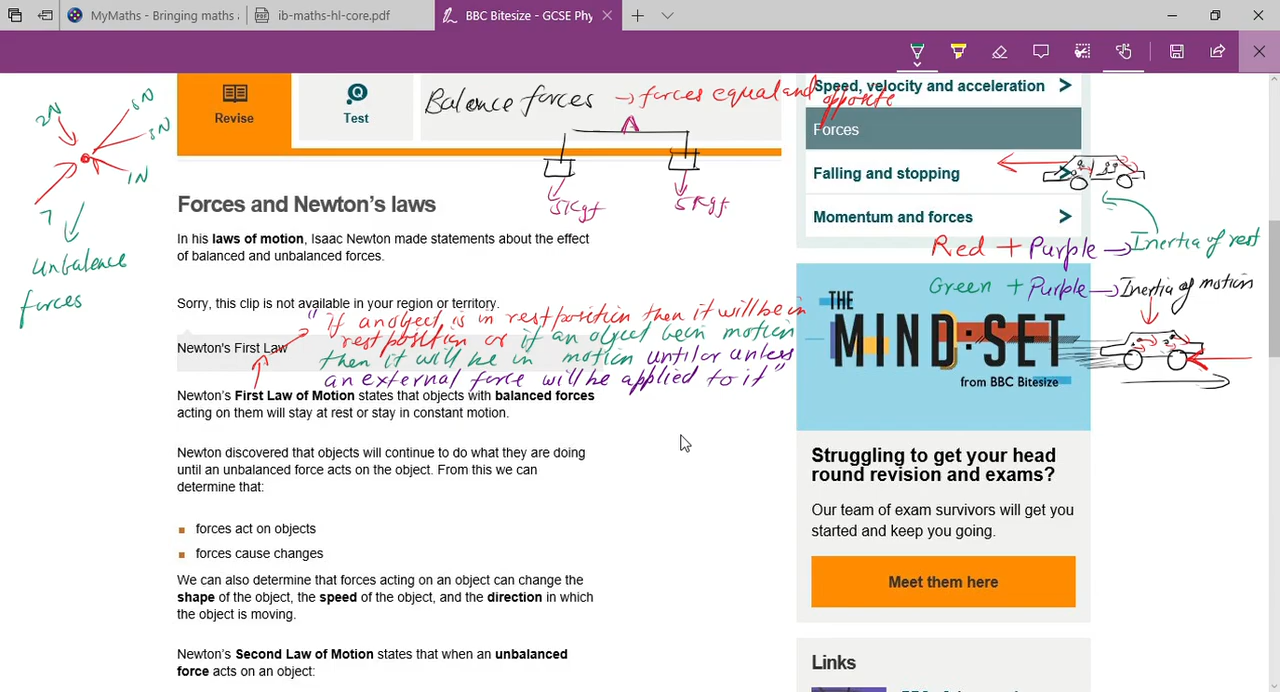 MyMaths - Bringing maths a
ib-maths-hl-core.pdf
BBC Bitesize - GCSE Phy
Revise
Test
Balence forces → forces equal and opposite
A
5Kgf
5Kgf
2N
6N
3N
1N
7
Unbalence
forces
Speed, velocity and acceleration
Forces
Falling and stopping
Momentum and forces
Red + Purple → Inertia of rest
Green + Purple → Inertia of motion
Forces and Newton's laws
In his laws of motion, Isaac Newton made statements about the effect
of balanced and unbalanced forces.
Sorry, this clip is not available in your region or territory.
Newton's First Law
"if an object is in rest position then it will be in
rest position or if an object been motion
then it will be in motion until or unless
an external force will be applied to it"
Newton's First Law of Motion states that objects with balanced forces
acting on them will stay at rest or stay in constant motion.
Newton discovered that objects will continue to do what they are doing
until an unbalanced force acts on the object. From this we can
determine that:
forces act on objects
forces cause changes
We can also determine that forces acting on an object can change the
shape of the object, the speed of the object, and the direction in which
the object is moving.
Newton's Second Law of Motion states that when an unbalanced
force acts on an object:
THE
MIND:SET
from BBC Bitesize
Struggling to get your head
round revision and exams?
Our team of exam survivors will get you
started and keep you going.
Meet them here
Links